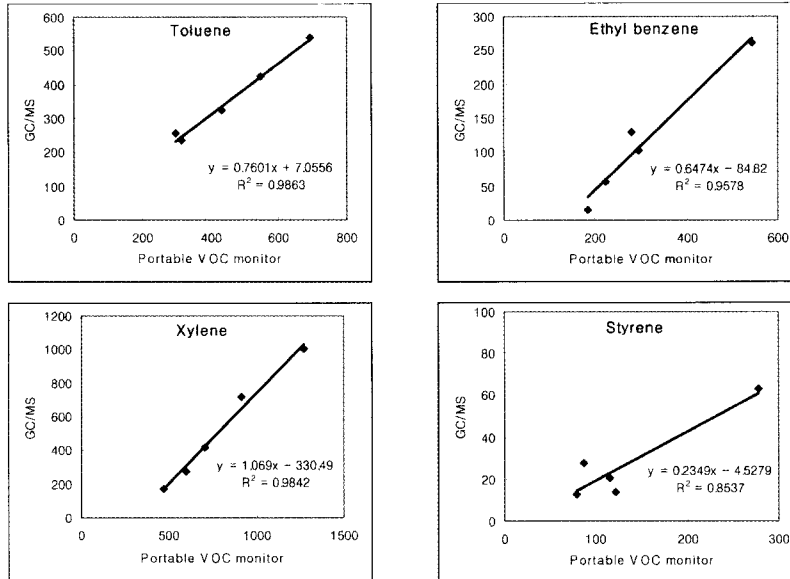 Toluene
600
500
400
300
200
100
0
GC/MS
y = 0.7601x + 7.0556
R² = 0.9863
0 200 400 600 800
Portable VOC monitor
Ethyl benzene
300
250
200
150
100
50
0
GC/MS
y = 0.6474x − 84.62
R² = 0.9578
0 200 400 600
Portable VOC monitor
Xylene
1200
1000
800
600
400
200
0
GC/MS
y = 1.069x − 330.49
R² = 0.9842
0 500 1000 1500
Portable VOC monitor
Styrene
100
80
60
40
20
0
GC/MS
y = 0.2349x − 4.5279
R² = 0.8537
0 100 200 300
Portable VOC monitor